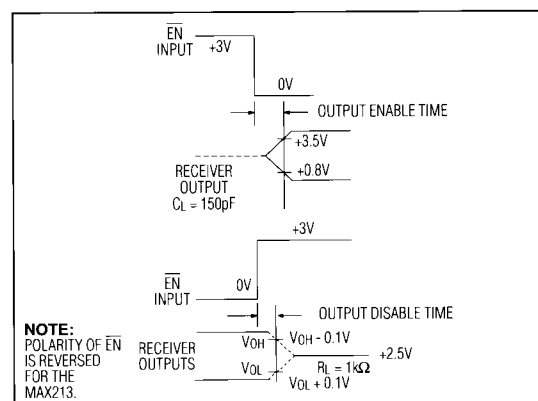 EN
INPUT
+3V
0V
OUTPUT ENABLE TIME
+3.5V
+0.8V
RECEIVER
OUTPUT
CL = 150pF
+3V
0V
EN
INPUT
OUTPUT DISABLE TIME
NOTE:
POLARITY OF EN
IS REVERSED
FOR THE
MAX213.
RECEIVER
OUTPUTS
VOH
VOH - 0.1V
+2.5V
VOL
RL = 1kΩ
VOL + 0.1V